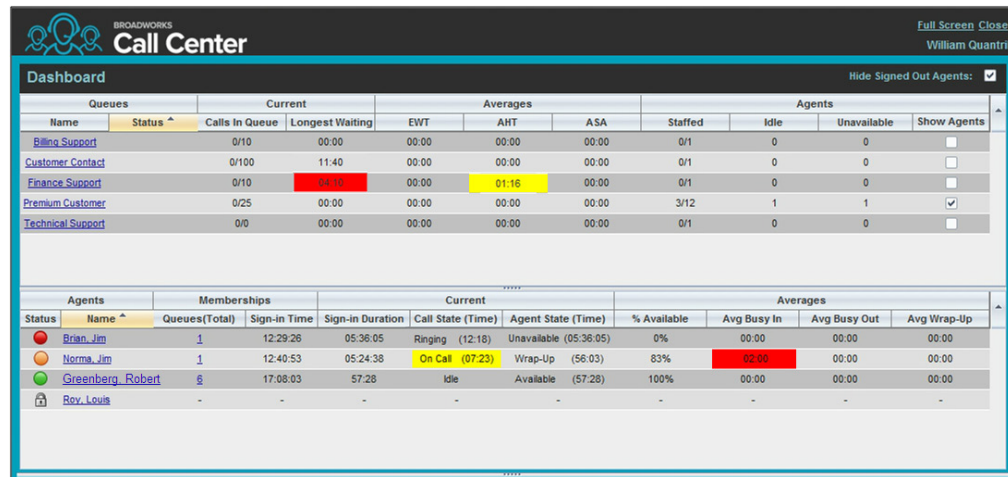 BROADWORKS
Call Center
Full Screen Close
William Quantri
Dashboard Hide Signed Out Agents:
Queues Current Averages Agents
Name Status Calls In Queue Longest Waiting EWT AHT ASA Staffed Idle Unavailable Show Agents
Billing Support 0/10 00:00 00:00 00:00 00:00 0/1 0 0
Customer Contact 0/100 11:40 00:00 00:00 00:00 0/1 0 0
Finance Support 0/10 04:10 00:00 01:16 00:00 0/1 0 0
Premium Customer 0/25 00:00 00:00 00:00 00:00 3/12 1 1
Technical Support 0/0 00:00 00:00 00:00 00:00 0/1 0 0
Agents Memberships Current Averages
Status Name Queues(Total) Sign-in Time Sign-in Duration Call State (Time) Agent State (Time) % Available Avg Busy In Avg Busy Out Avg Wrap-Up
Brian, Jim 1 12:29:26 05:36:05 Ringing (12:18) Unavailable (05:36:05) 0% 00:00 00:00 00:00
Norma, Jim 1 12:40:53 05:24:38 On Call (07:23) Wrap-Up (56:03) 83% 02:00 00:00 00:00
Greenberg, Robert 6 17:08:03 57:28 Idle Available (57:28) 100% 00:00 00:00 00:00
Roy, Louis - - - - - - - - -